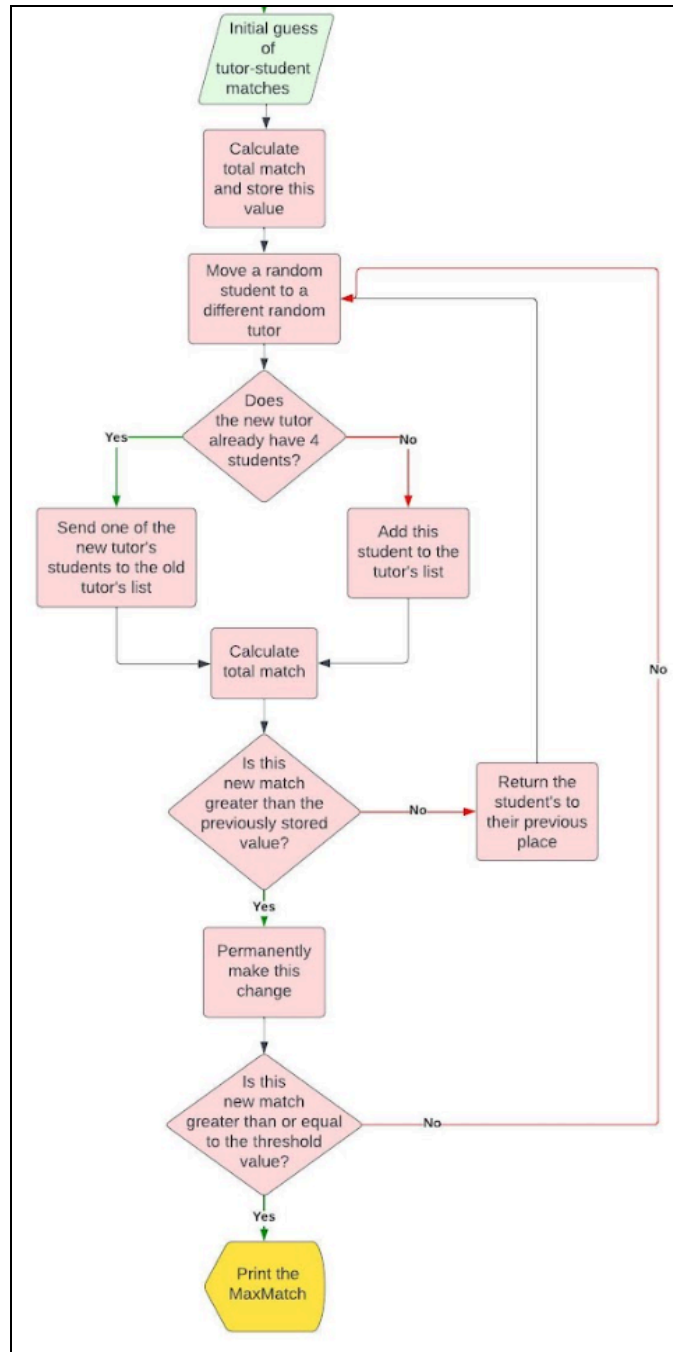 Initial guess
of
tutor-student
matches
Calculate
total match
and store this
value
Move a random
student to a
different random
tutor
Does
the new tutor
already have 4
students?
Yes
No
Send one of the
new tutor's
students to the old
tutor's list
Add this
student to the
tutor's list
Calculate
total match
No
Is this
new match
greater than the
previously stored
value?
No
Return the
student's to
their previous
place
Yes
Permanently
make this
change
Is this
new match
greater than or equal
to the threshold
value?
No
Yes
Print the
MaxMatch